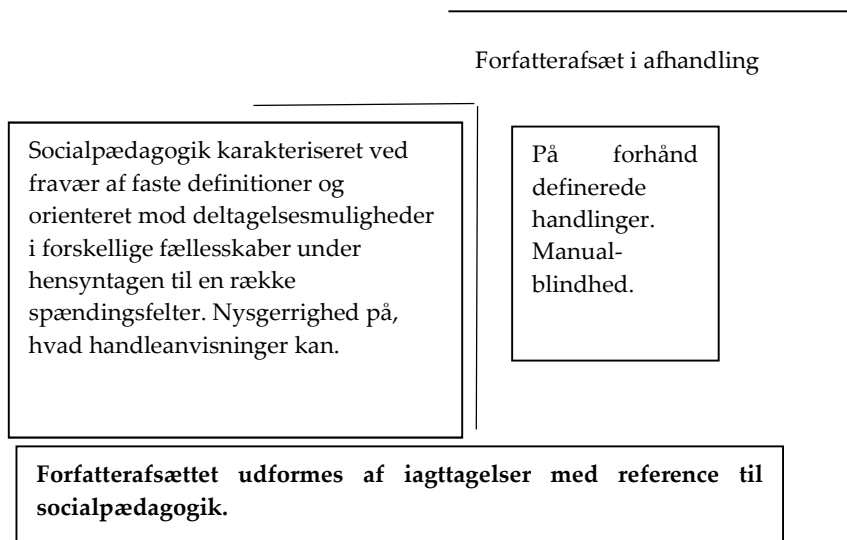 Forfatterafsæt i afhandling
Socialpædagogik karakteriseret ved
fravær af faste definitioner og
orienteret mod deltagelsesmuligheder
i forskellige fællesskaber under
hensyntagen til en række
spændingsfelter. Nysgerrighed på,
hvad handleanvisninger kan.
På forhånd
definerede
handlinger.
Manual-
blindhed.
Forfatterafsættet udformes af iagttagelser med reference til
socialpædagogik.